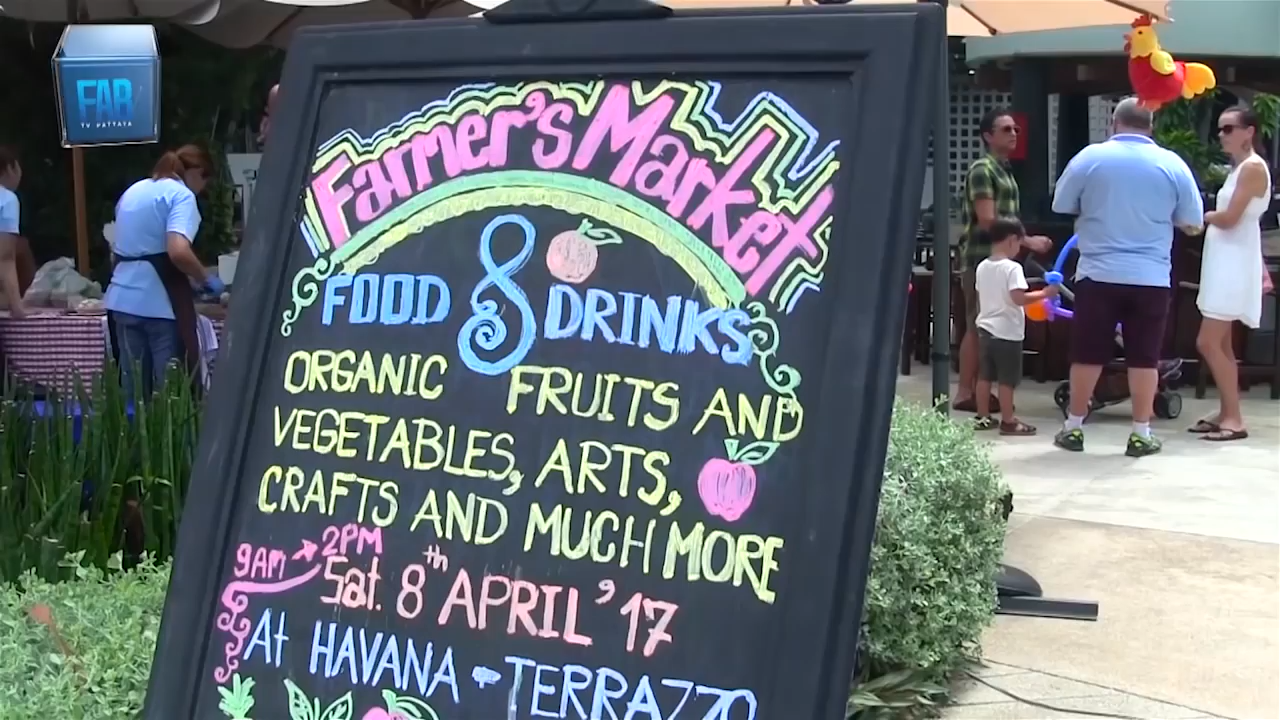 FAB
TV PATTAYA
Farmer's Market
FOOD & DRINKS
ORGANIC FRUITS AND
VEGETABLES, ARTS,
CRAFTS AND MUCH MORE
9AM → 2PM
Sat. 8th APRIL '17
At HAVANA - TERRAZZO